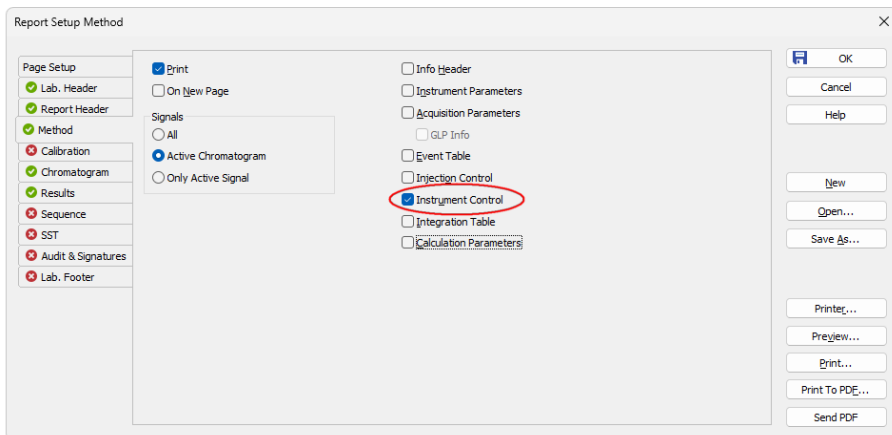 Report Setup Method
Page Setup
Lab. Header
Report Header
Method
Calibration
Chromatogram
Results
Sequence
SST
Audit & Signatures
Lab. Footer
Print
On New Page
Signals
All
Active Chromatogram
Only Active Signal
Info Header
Instrument Parameters
Acquisition Parameters
GLP Info
Event Table
Injection Control
Instrument Control
Integration Table
Calculation Parameters
OK
Cancel
Help
New
Open...
Save As...
Printer...
Preview...
Print...
Print To PDF...
Send PDF